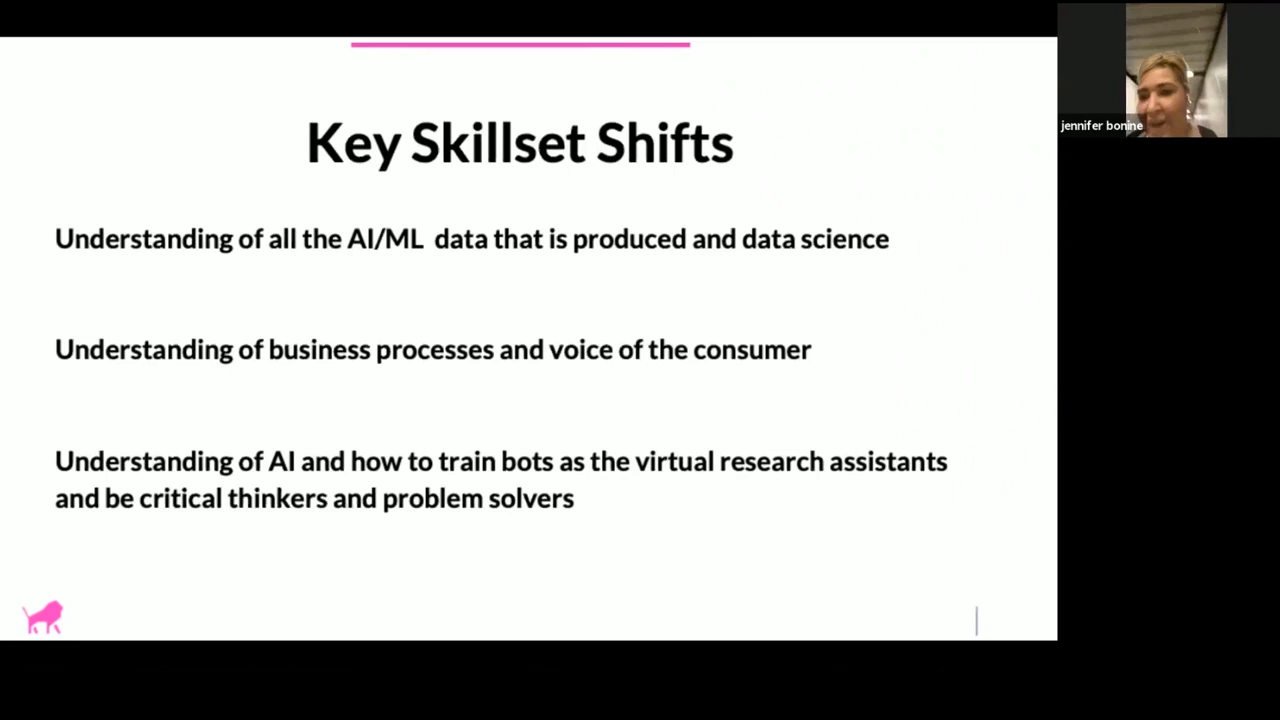 Key Skillset Shifts
Understanding of all the AI/ML data that is produced and data science
Understanding of business processes and voice of the consumer
Understanding of AI and how to train bots as the virtual research assistants
and be critical thinkers and problem solvers
jennifer bonine